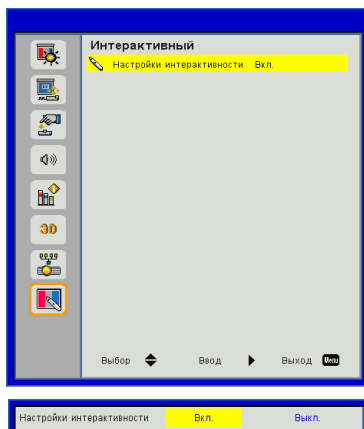 Интерактивный
Настройки интерактивности Вкл.
3D
Выбор Ввод Выход Menu
Настройки интерактивности Вкл. Выкл.